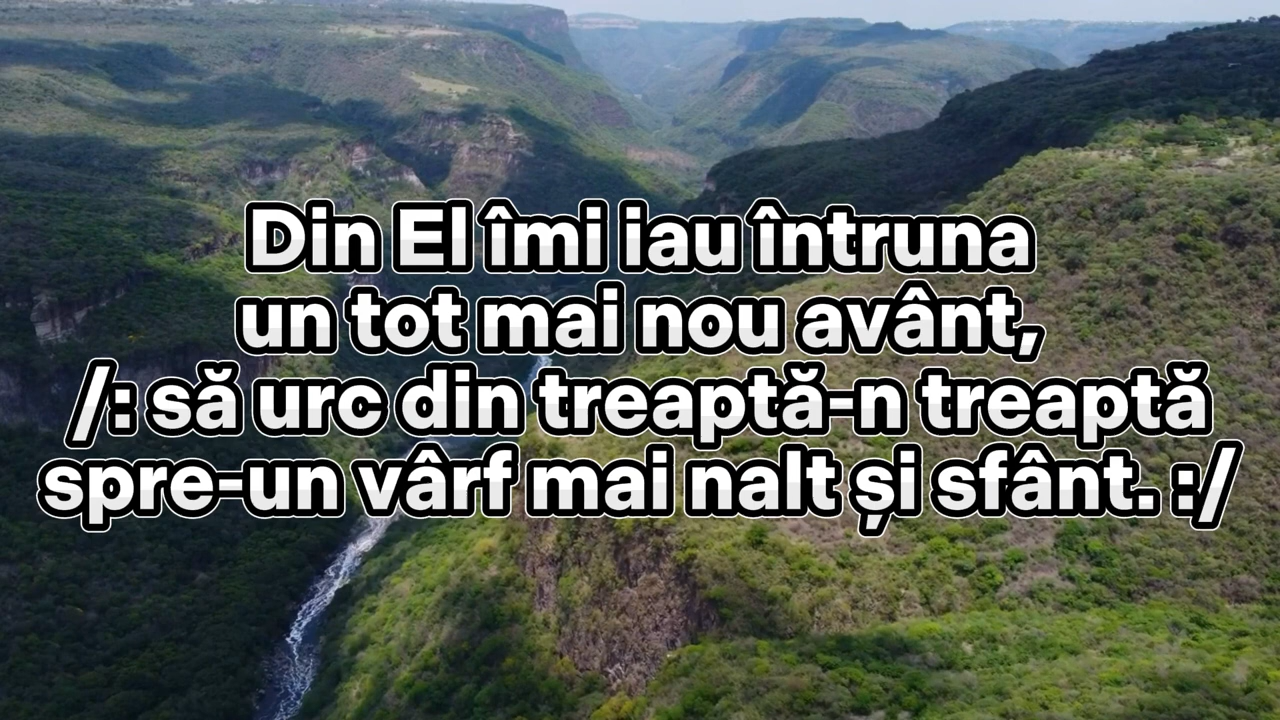 Din El îmi iau întruna
un tot mai nou avânt,
/: să urc din treaptă-n treaptă
spre-un vârf mai nalt și sfânt. :/